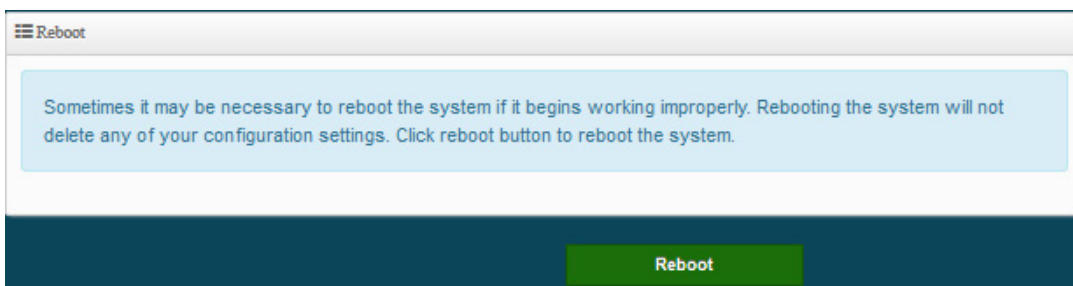 Reboot
Sometimes it may be necessary to reboot the system if it begins working improperly. Rebooting the system will not
delete any of your configuration settings. Click reboot button to reboot the system.
Reboot